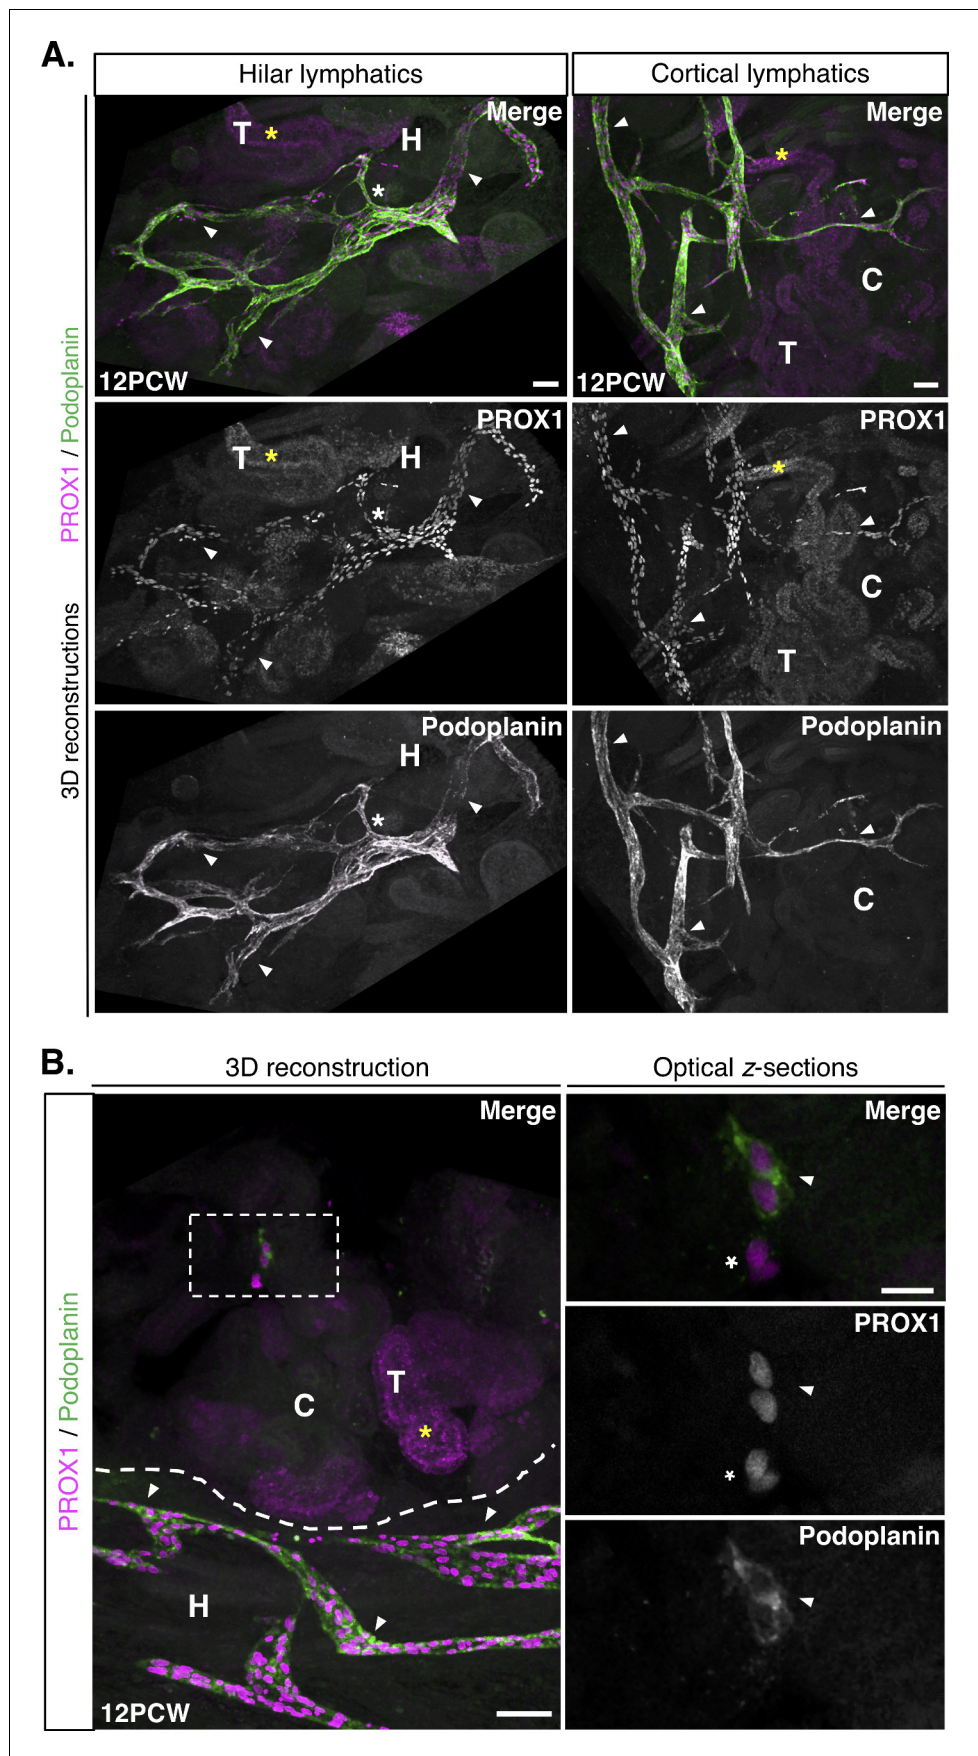 A.
Hilar lymphatics
Cortical lymphatics
PROX1 / Podoplanin
3D reconstructions
Merge
T * H
*
12PCW
Merge
*
C
T
12PCW
PROX1
T * H
*
PROX1
*
C
T
Podoplanin
H
*
Podoplanin
C
B.
3D reconstruction
Optical z-sections
PROX1 / Podoplanin
Merge
T
C
*
H
12PCW
Merge
*
PROX1
*
Podoplanin